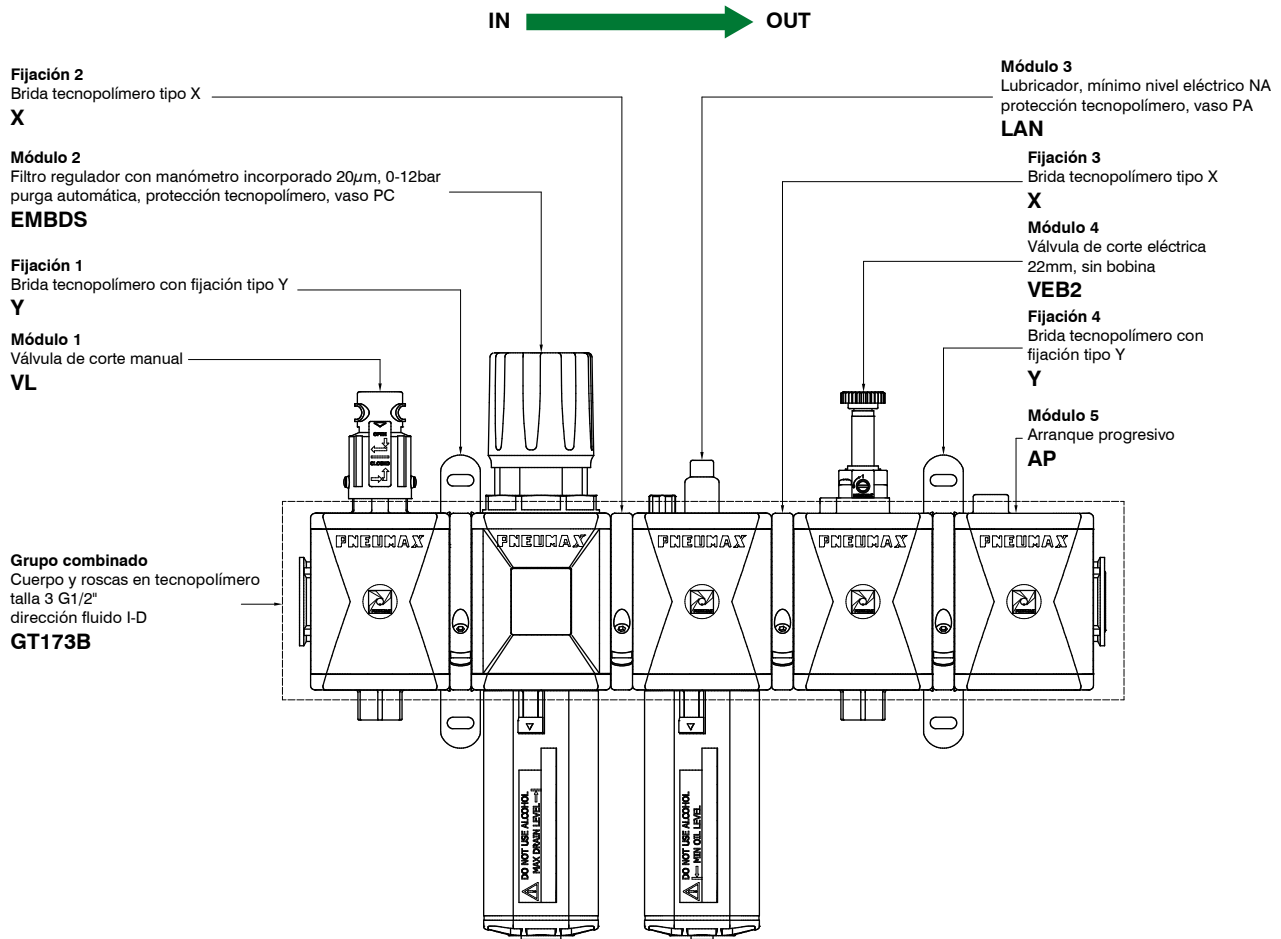 IN OUT
Fijación 2
Brida tecnopolímero tipo X
X
Módulo 2
Filtro regulador con manómetro incorporado 20µm, 0-12bar
purga automática, protección tecnopolímero, vaso PC
EMBDS
Fijación 1
Brida tecnopolímero con fijación tipo Y
Y
Módulo 1
Válvula de corte manual
VL
Grupo combinado
Cuerpo y roscas en tecnopolímero
talla 3 G1/2"
dirección fluido I-D
GT173B
Módulo 3
Lubricador, mínimo nivel eléctrico NA
protección tecnopolímero, vaso PA
LAN
Fijación 3
Brida tecnopolímero tipo X
X
Módulo 4
Válvula de corte eléctrica
22mm, sin bobina
VEB2
Fijación 4
Brida tecnopolímero con
fijación tipo Y
Y
Módulo 5
Arranque progresivo
AP
OPEN
CLOSED
PNEUMAX PNEUMAX PNEUMAX PNEUMAX PNEUMAX
DO NOT USE ALCOHOL
MAX DRAIN LEVEL
DO NOT USE ALCOHOL
MIN OIL LEVEL